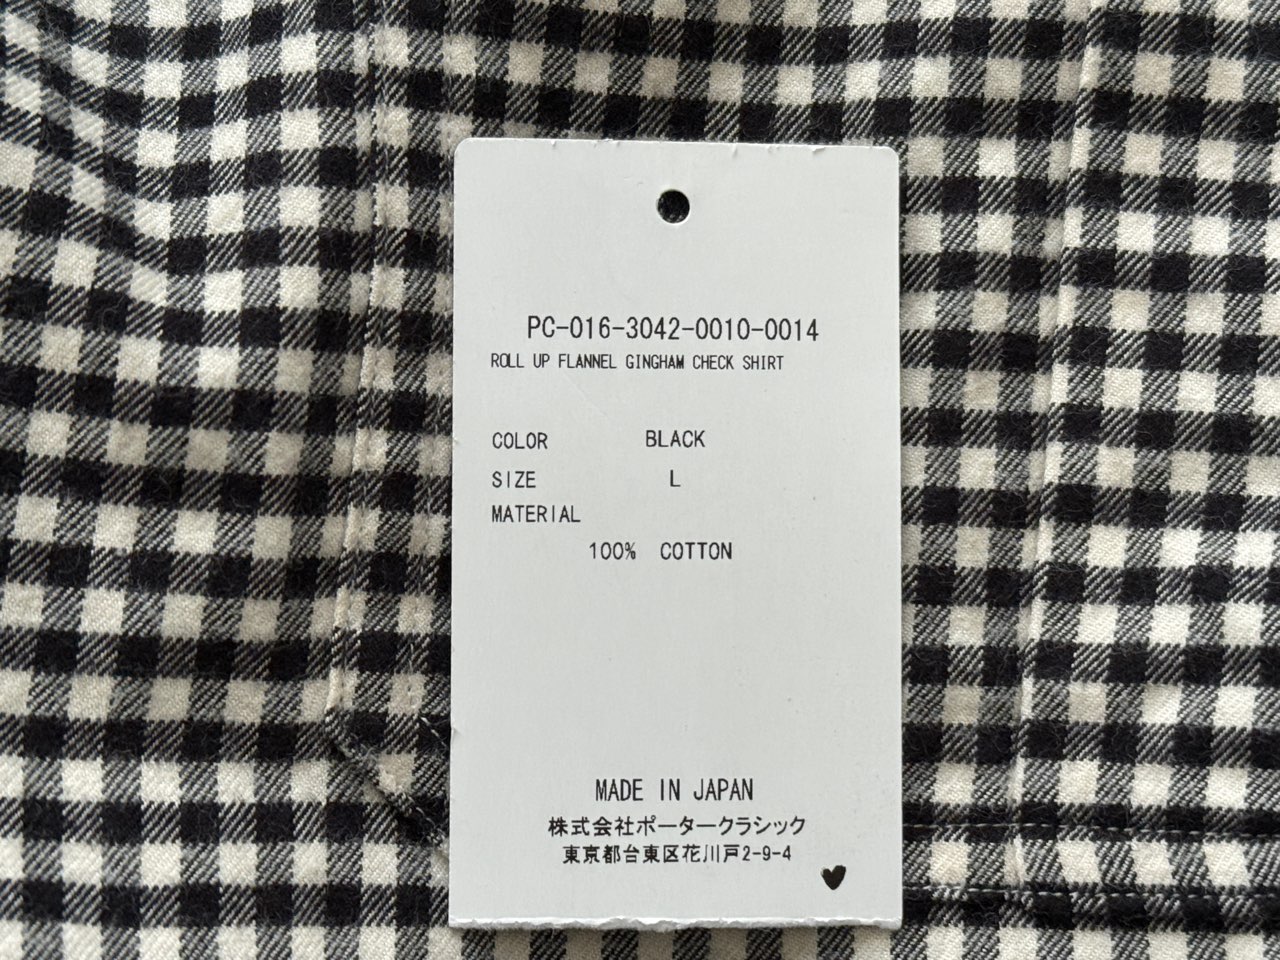 PC-016-3042-0010-0014
ROLL UP FLANNEL GINGHAM CHECK SHIRT
COLOR BLACK
SIZE L
MATERIAL
100% COTTON
MADE IN JAPAN
株式会社ポータークラシック
東京都台東区花川戸2-9-4